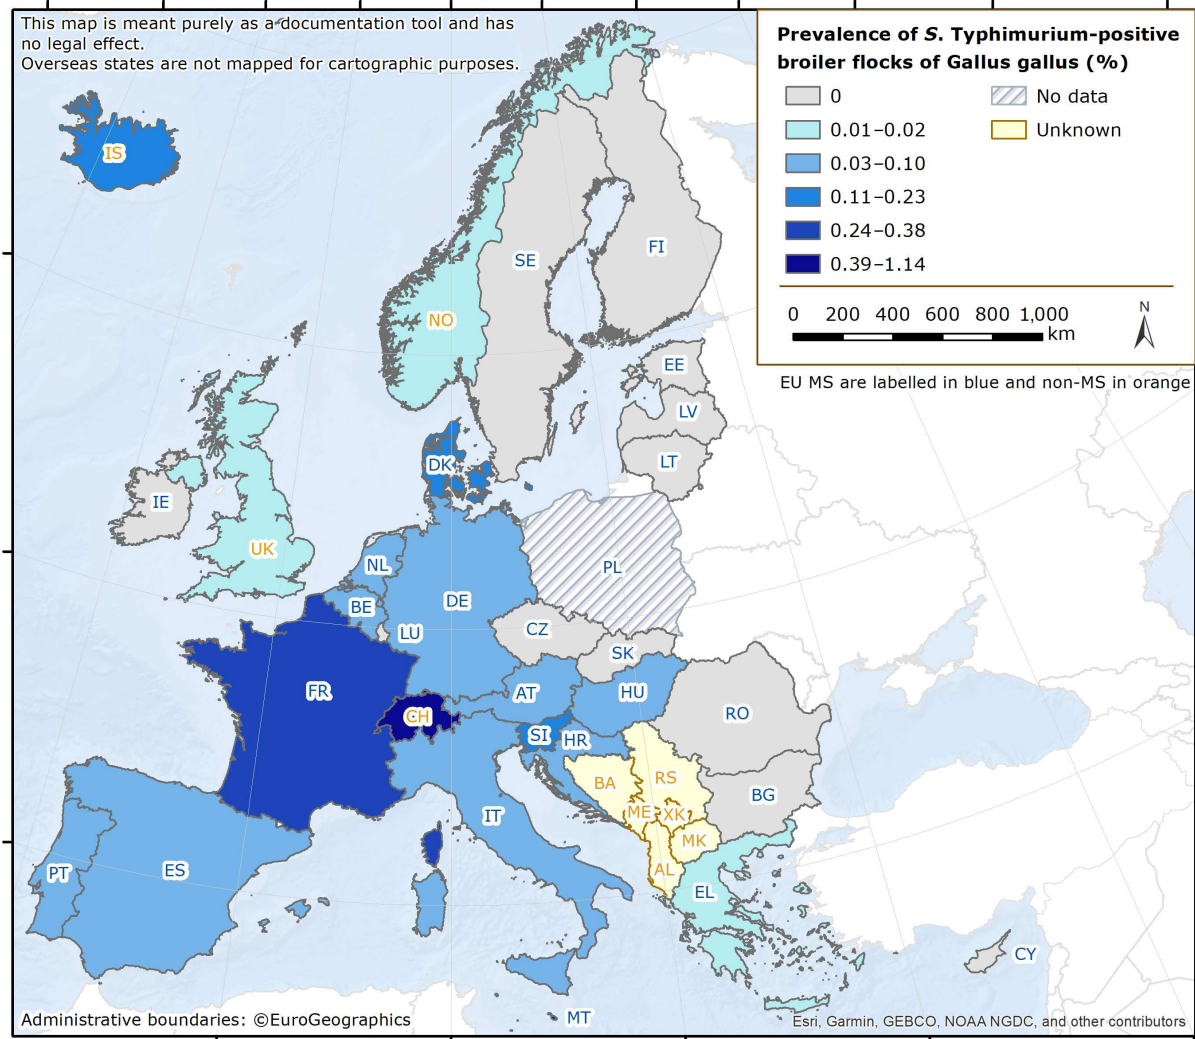 This map is meant purely as a documentation tool and has
no legal effect.
Overseas states are not mapped for cartographic purposes.
Prevalence of S. Typhimurium-positive
broiler flocks of Gallus gallus (%)
0
No data
0.01–0.02
Unknown
0.03–0.10
0.11–0.23
0.24–0.38
0.39–1.14
0 200 400 600 800 1,000
km
N
EU MS are labelled in blue and non-MS in orange
IS
FI
SE
NO
EE
LV
LT
DK
IE
UK
NL
PL
DE
BE
CZ
LU
SK
FR
AT
HU
CH
RO
SI
HR
RS
BA
BG
ME
XK
IT
MK
AL
ES
PT
EL
CY
MT
Administrative boundaries: ©EuroGeographics
Esri, Garmin, GEBCO, NOAA NGDC, and other contributors